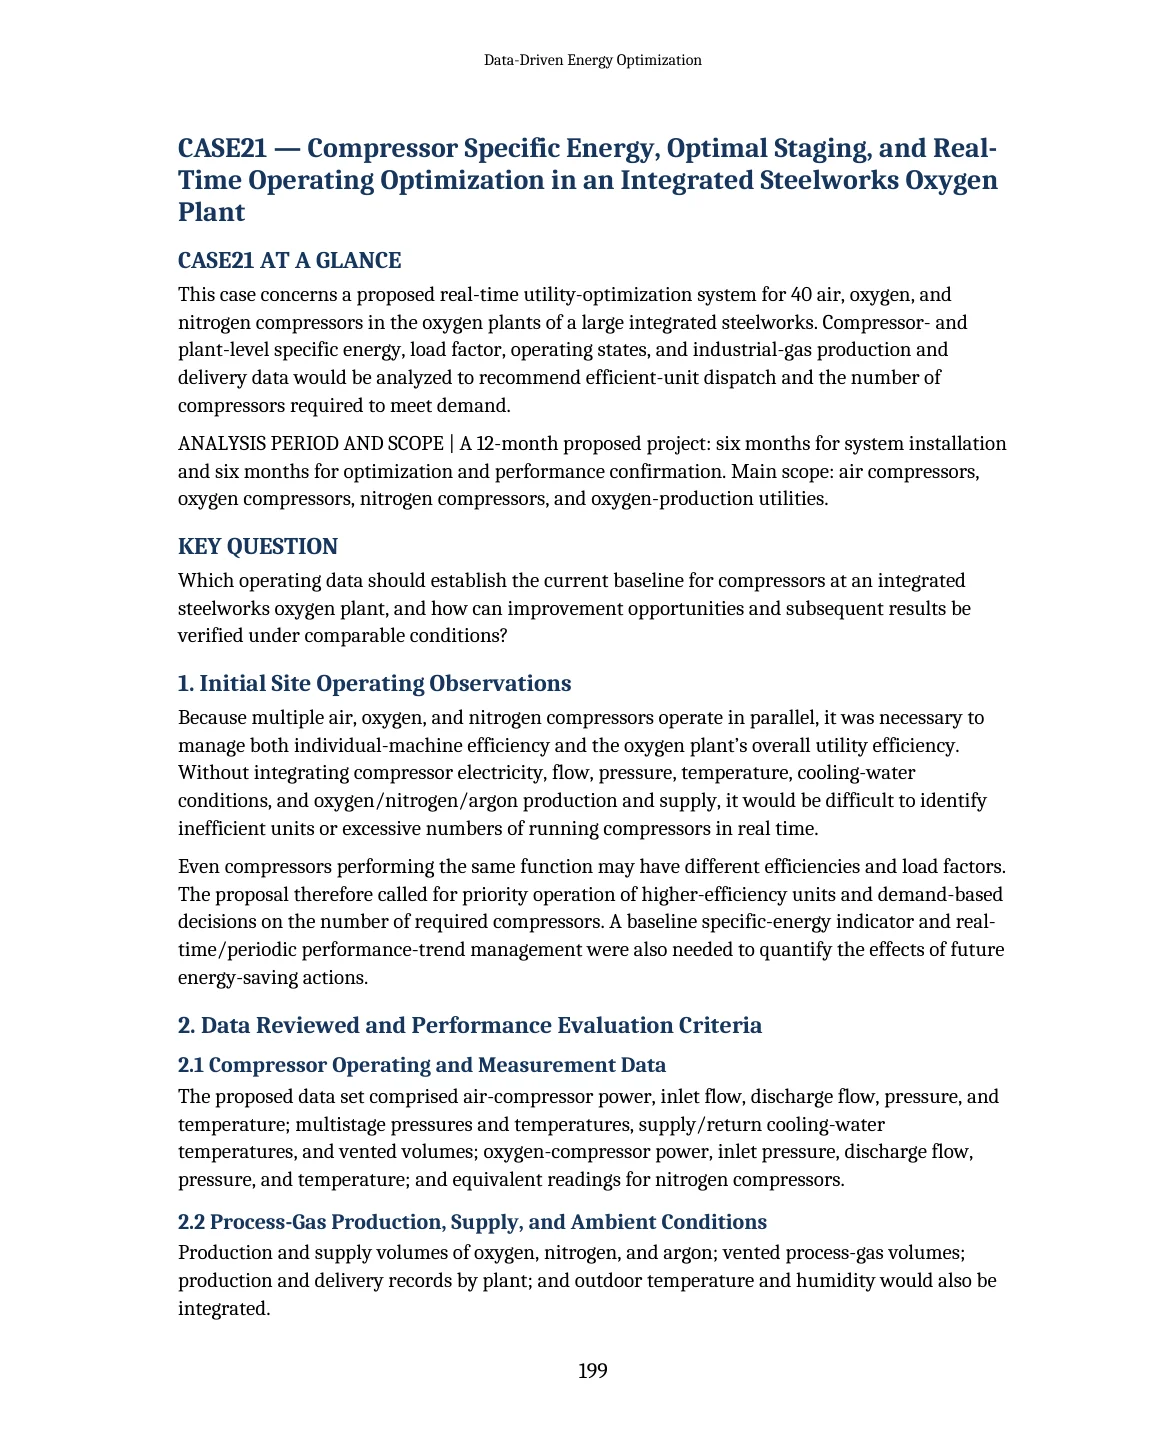 Data-Driven Energy Optimization
CASE21 — Compressor Specific Energy, Optimal Staging, and Real-
Time Operating Optimization in an Integrated Steelworks Oxygen
Plant
CASE21 AT A GLANCE
This case concerns a proposed real-time utility-optimization system for 40 air, oxygen, and
nitrogen compressors in the oxygen plants of a large integrated steelworks. Compressor- and
plant-level specific energy, load factor, operating states, and industrial-gas production and
delivery data would be analyzed to recommend efficient-unit dispatch and the number of
compressors required to meet demand.
ANALYSIS PERIOD AND SCOPE | A 12-month proposed project: six months for system installation
and six months for optimization and performance confirmation. Main scope: air compressors,
oxygen compressors, nitrogen compressors, and oxygen-production utilities.
KEY QUESTION
Which operating data should establish the current baseline for compressors at an integrated
steelworks oxygen plant, and how can improvement opportunities and subsequent results be
verified under comparable conditions?
1. Initial Site Operating Observations
Because multiple air, oxygen, and nitrogen compressors operate in parallel, it was necessary to
manage both individual-machine efficiency and the oxygen plant’s overall utility efficiency.
Without integrating compressor electricity, flow, pressure, temperature, cooling-water
conditions, and oxygen/nitrogen/argon production and supply, it would be difficult to identify
inefficient units or excessive numbers of running compressors in real time.
Even compressors performing the same function may have different efficiencies and load factors.
The proposal therefore called for priority operation of higher-efficiency units and demand-based
decisions on the number of required compressors. A baseline specific-energy indicator and real-
time/periodic performance-trend management were also needed to quantify the effects of future
energy-saving actions.
2. Data Reviewed and Performance Evaluation Criteria
2.1 Compressor Operating and Measurement Data
The proposed data set comprised air-compressor power, inlet flow, discharge flow, pressure, and
temperature; multistage pressures and temperatures, supply/return cooling-water
temperatures, and vented volumes; oxygen-compressor power, inlet pressure, discharge flow,
pressure, and temperature; and equivalent readings for nitrogen compressors.
2.2 Process-Gas Production, Supply, and Ambient Conditions
Production and supply volumes of oxygen, nitrogen, and argon; vented process-gas volumes;
production and delivery records by plant; and outdoor temperature and humidity would also be
integrated.
199